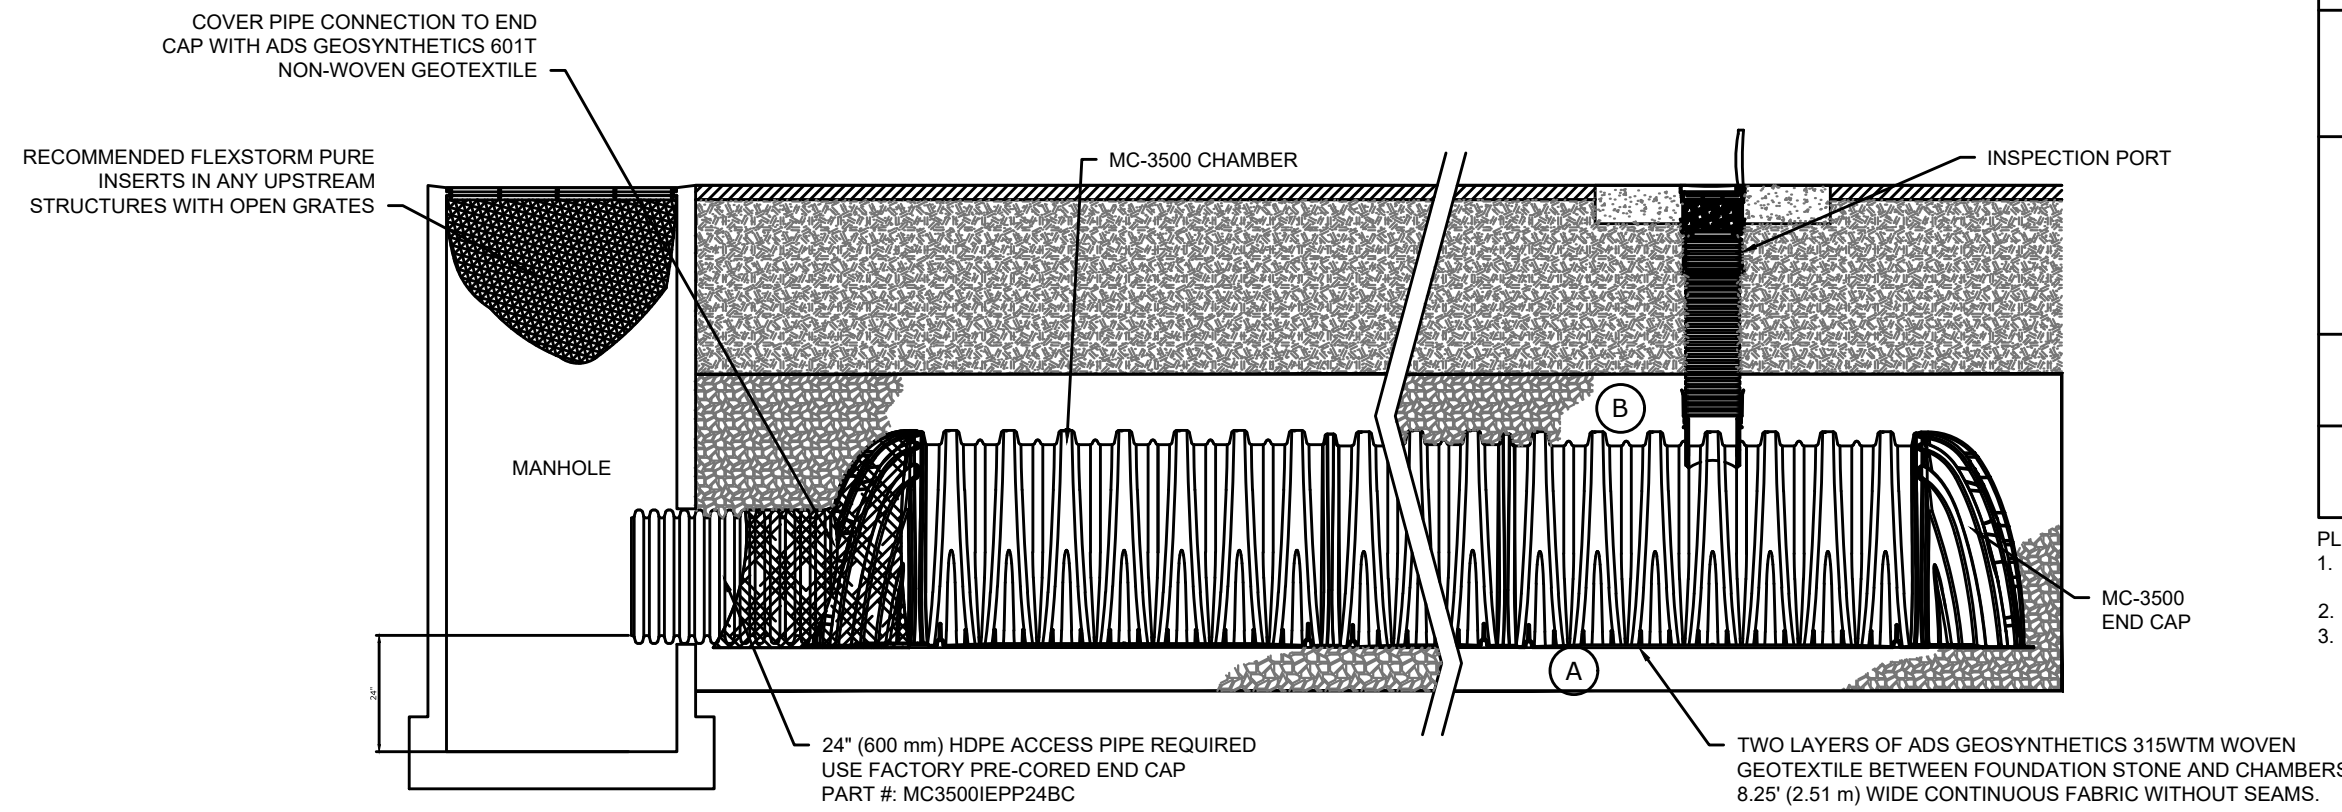 COVER PIPE CONNECTION TO END
CAP WITH ADS GEOSYNTHETICS 601T
NON-WOVEN GEOTEXTILE
RECOMMENDED FLEXSTORM PURE
INSERTS IN ANY UPSTREAM
STRUCTURES WITH OPEN GRATES
MC-3500 CHAMBER
INSPECTION PORT
B
MANHOLE
MC-3500
END CAP
A
24"
24" (600 mm) HDPE ACCESS PIPE REQUIRED
USE FACTORY PRE-CORED END CAP
PART #: MC3500IEPP24BC
TWO LAYERS OF ADS GEOSYNTHETICS 315WTM WOVEN
GEOTEXTILE BETWEEN FOUNDATION STONE AND CHAMBERS
8.25' (2.51 m) WIDE CONTINUOUS FABRIC WITHOUT SEAMS.
PL
1.
2.
3.